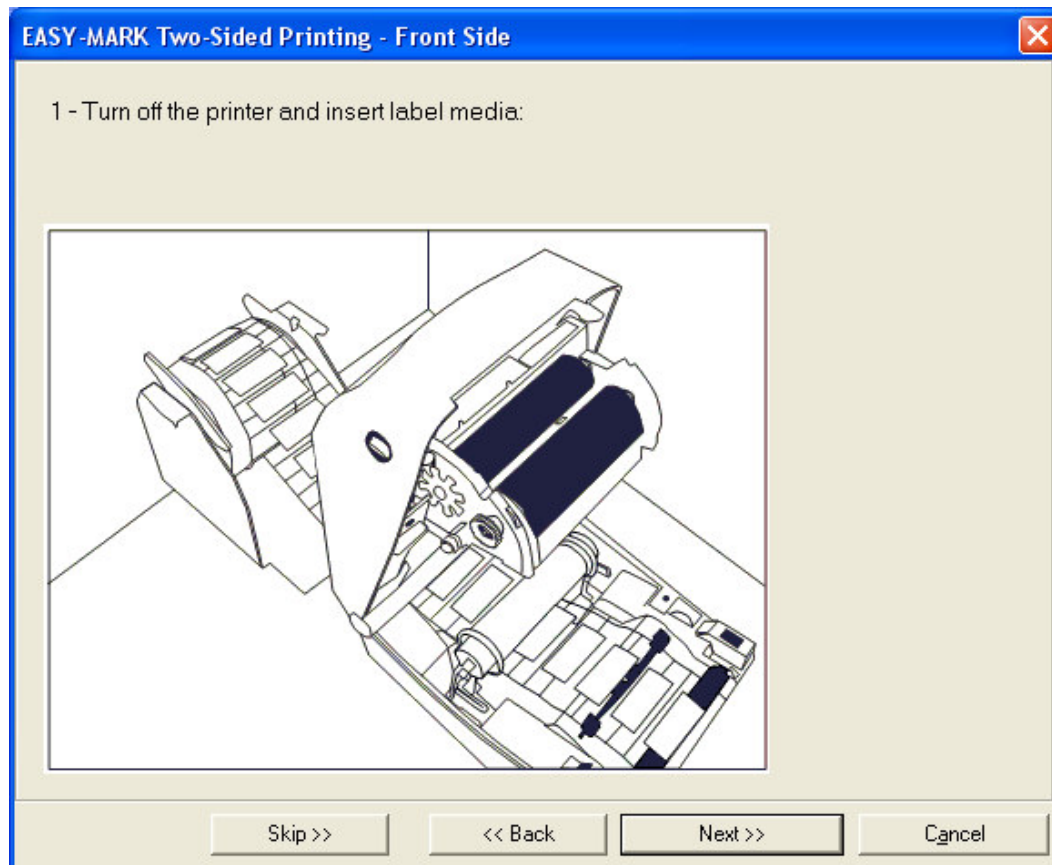 EASY-MARK Two-Sided Printing - Front Side
1 - Turn off the printer and insert label media:
Skip >>
<< Back
Next >>
Cancel